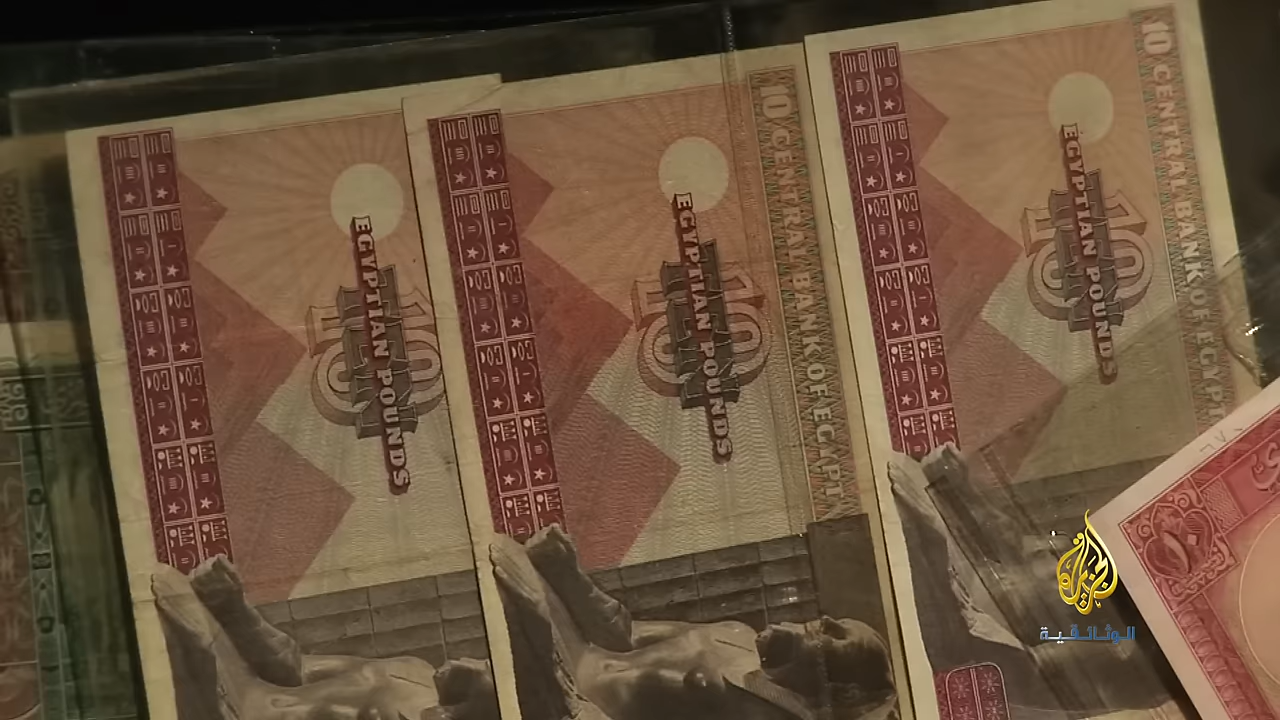 10
EGYPTIAN POUNDS
10 CENTRAL BANK OF EGYPT
10
EGYPTIAN POUNDS
10 CENTRAL BANK OF EGYPT
10
EGYPTIAN POUNDS
الجزيرة
الوثائقية